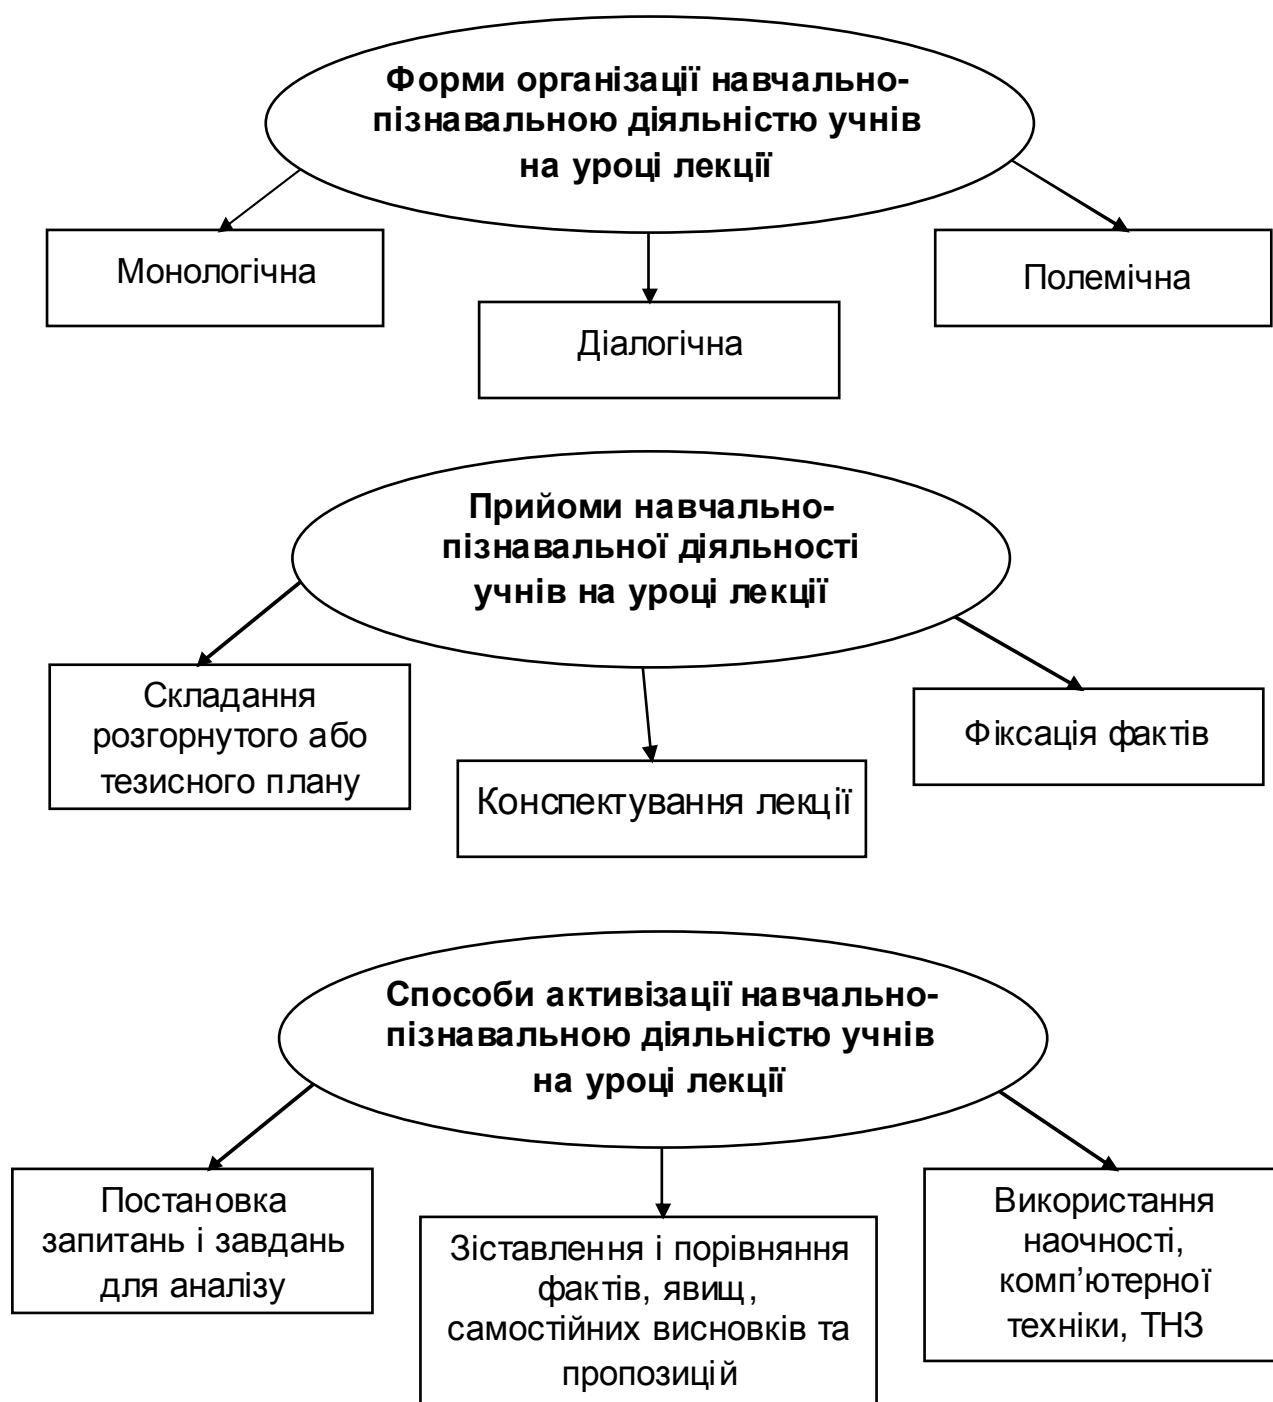 Форми організації навчально-
пізнавальною діяльністю учнів
на уроці лекції
Монологічна
Діалогічна
Полемічна
Прийоми навчально-
пізнавальної діяльності
учнів на уроці лекції
Складання
розгорнутого або
тезисного плану
Конспектування лекції
Фіксація фактів
Способи активізації навчально-
пізнавальною діяльністю учнів
на уроці лекції
Постановка
запитань і завдань
для аналізу
Зіставлення і порівняння
фактів, явищ,
самостійних висновків та
пропозицій
Використання
наочності,
комп’ютерної
техніки, ТНЗ